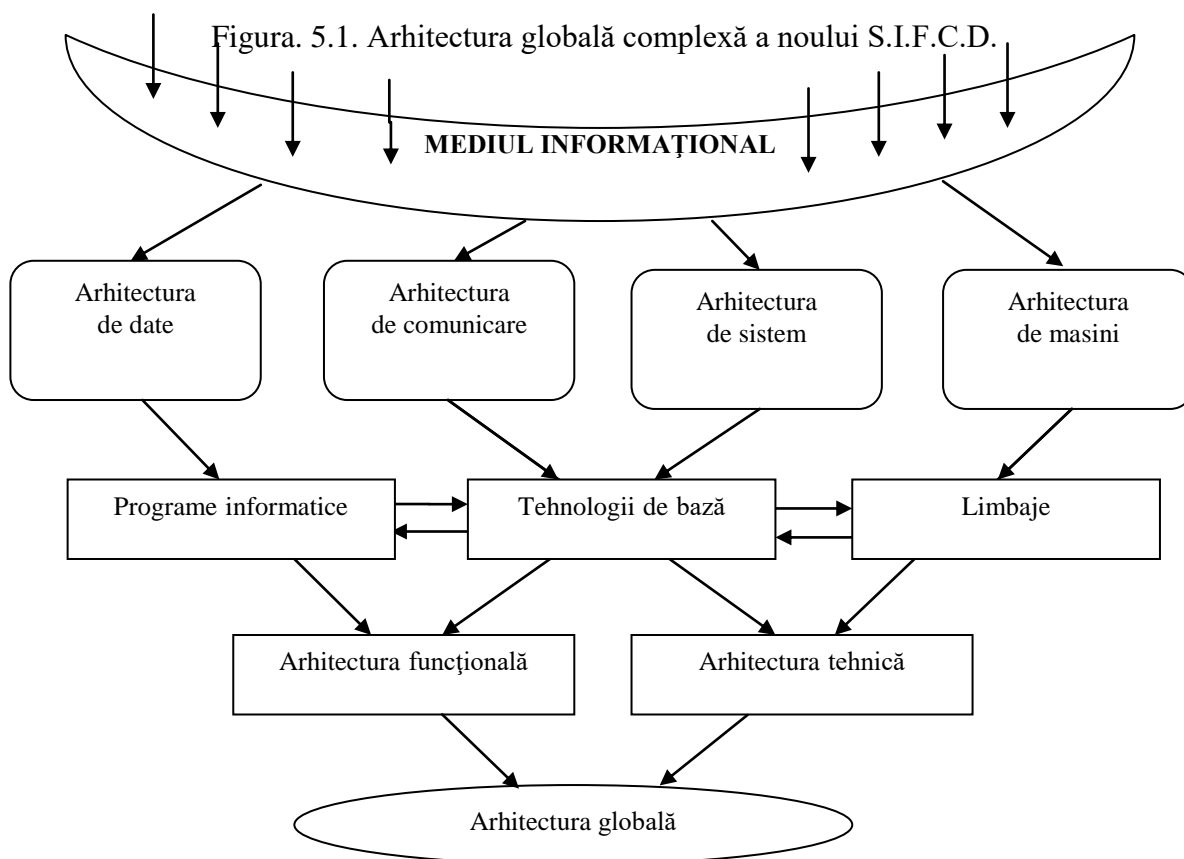 Figura. 5.1. Arhitectura globală complexă a noului S.I.F.C.D.
MEDIUL INFORMAŢIONAL
Arhitectura
de date
Arhitectura
de comunicare
Arhitectura
de sistem
Arhitectura
de masini
Programe informatice
Tehnologii de bază
Limbaje
Arhitectura funcţională
Arhitectura tehnică
Arhitectura globală